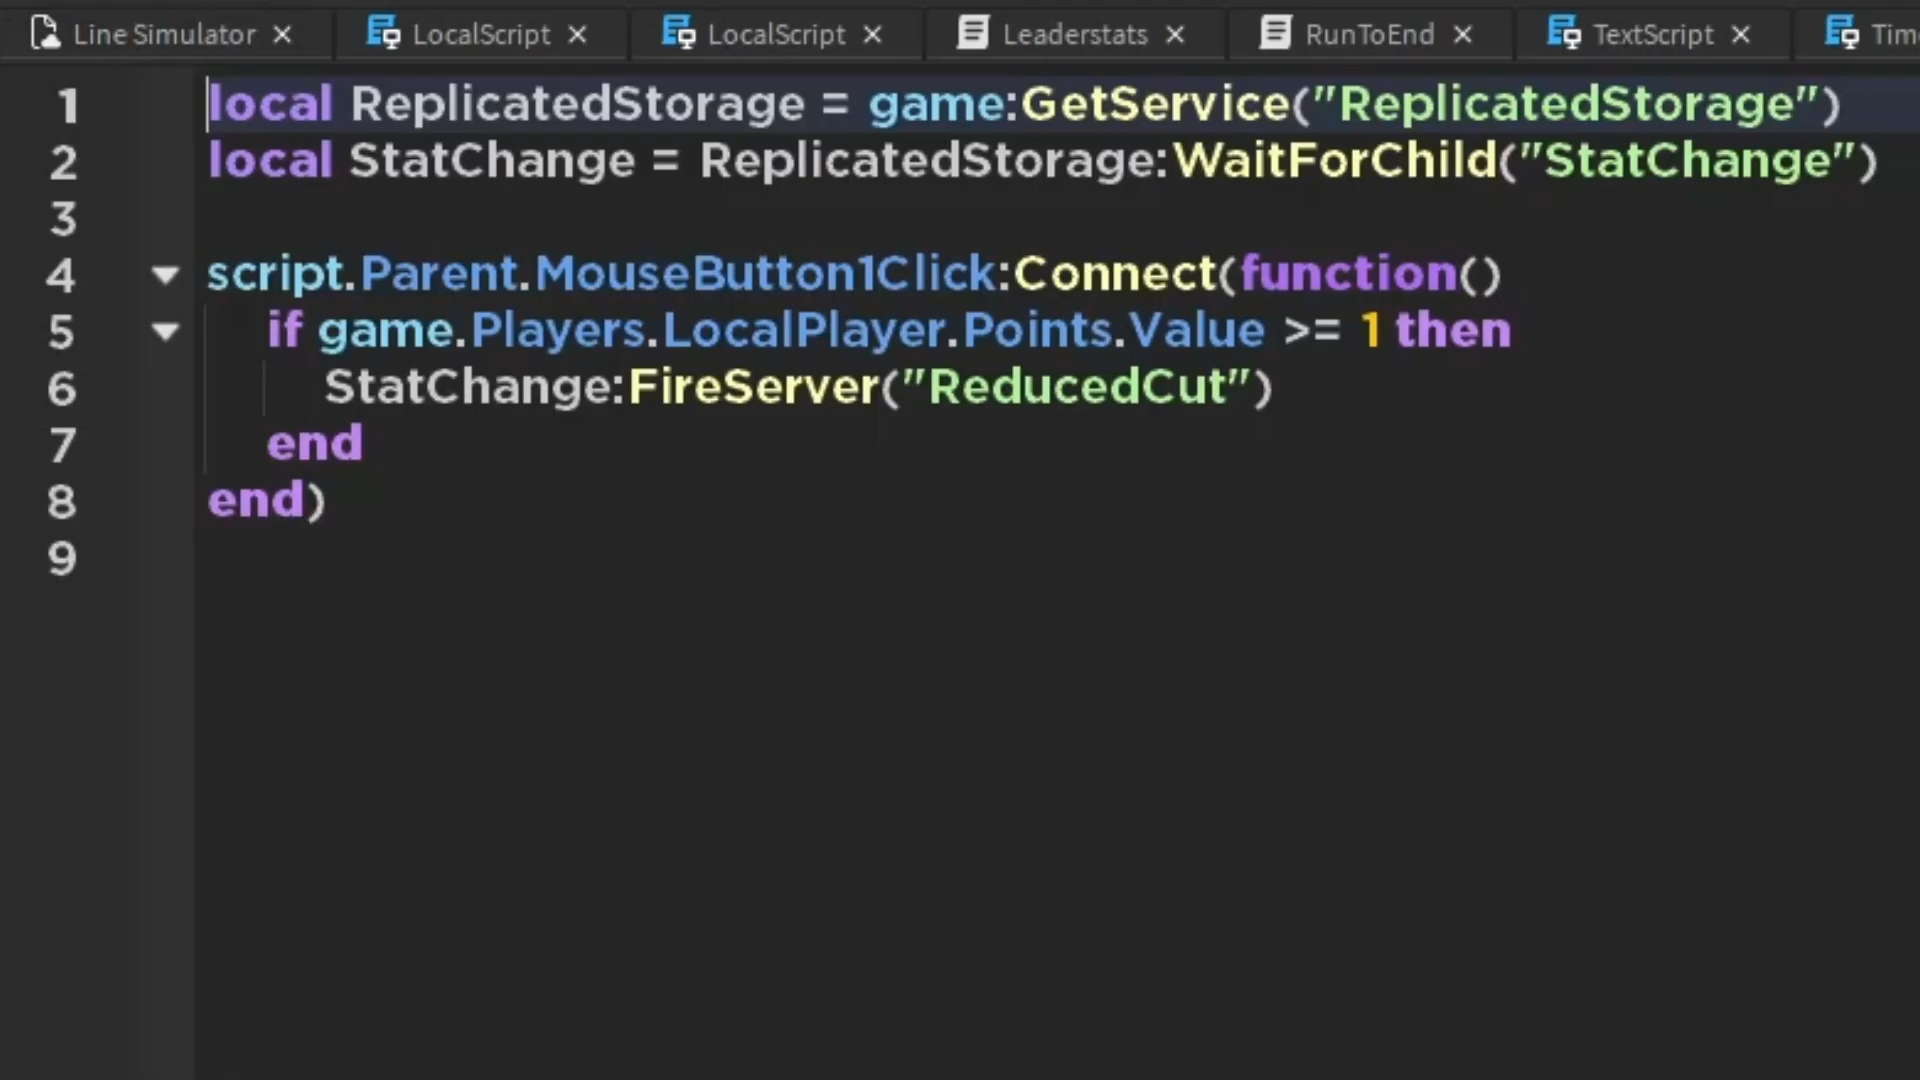 Line Simulator × LocalScript × LocalScript × Leaderstats × RunToEnd × TextScript ×
1 local ReplicatedStorage = game:GetService("ReplicatedStorage")
2 local StatChange = ReplicatedStorage:WaitForChild("StatChange")
3
4 script.Parent.MouseButton1Click:Connect(function()
5 if game.Players.LocalPlayer.Points.Value >= 1 then
6 StatChange:FireServer("ReducedCut")
7 end
8 end)
9